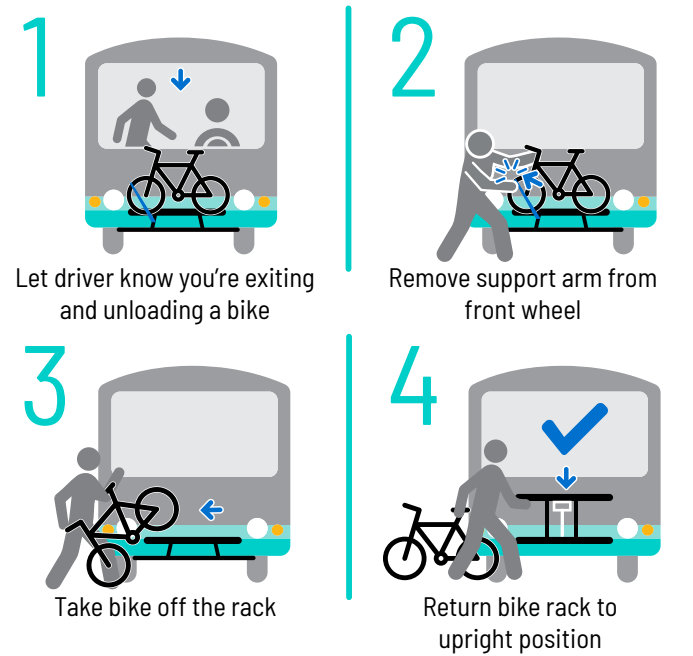 1
Let driver know you're exiting
and unloading a bike
2
Remove support arm from
front wheel
3
Take bike off the rack
4
Return bike rack to
upright position